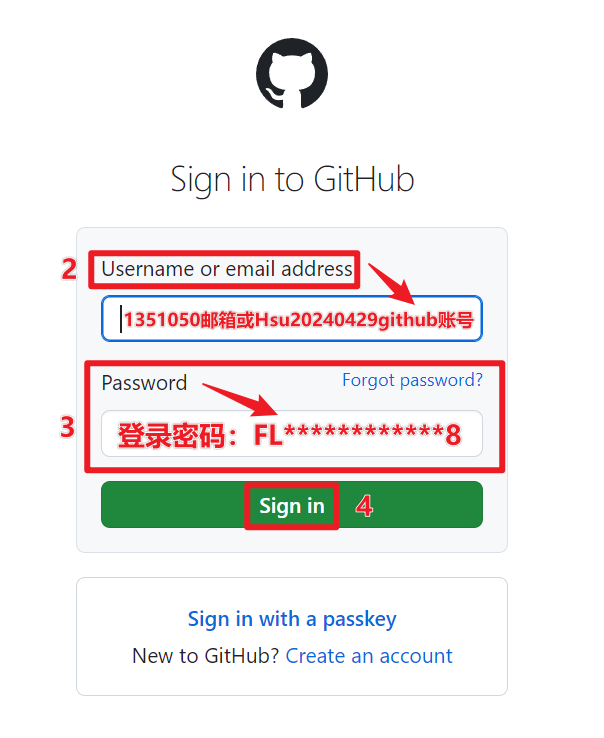 Sign in to GitHub
2
Username or email address
1351050邮箱或Hsu20240429github账号
3
Password
Forgot password?
登录密码：FL************8
Sign in
4
Sign in with a passkey
New to GitHub? Create an account